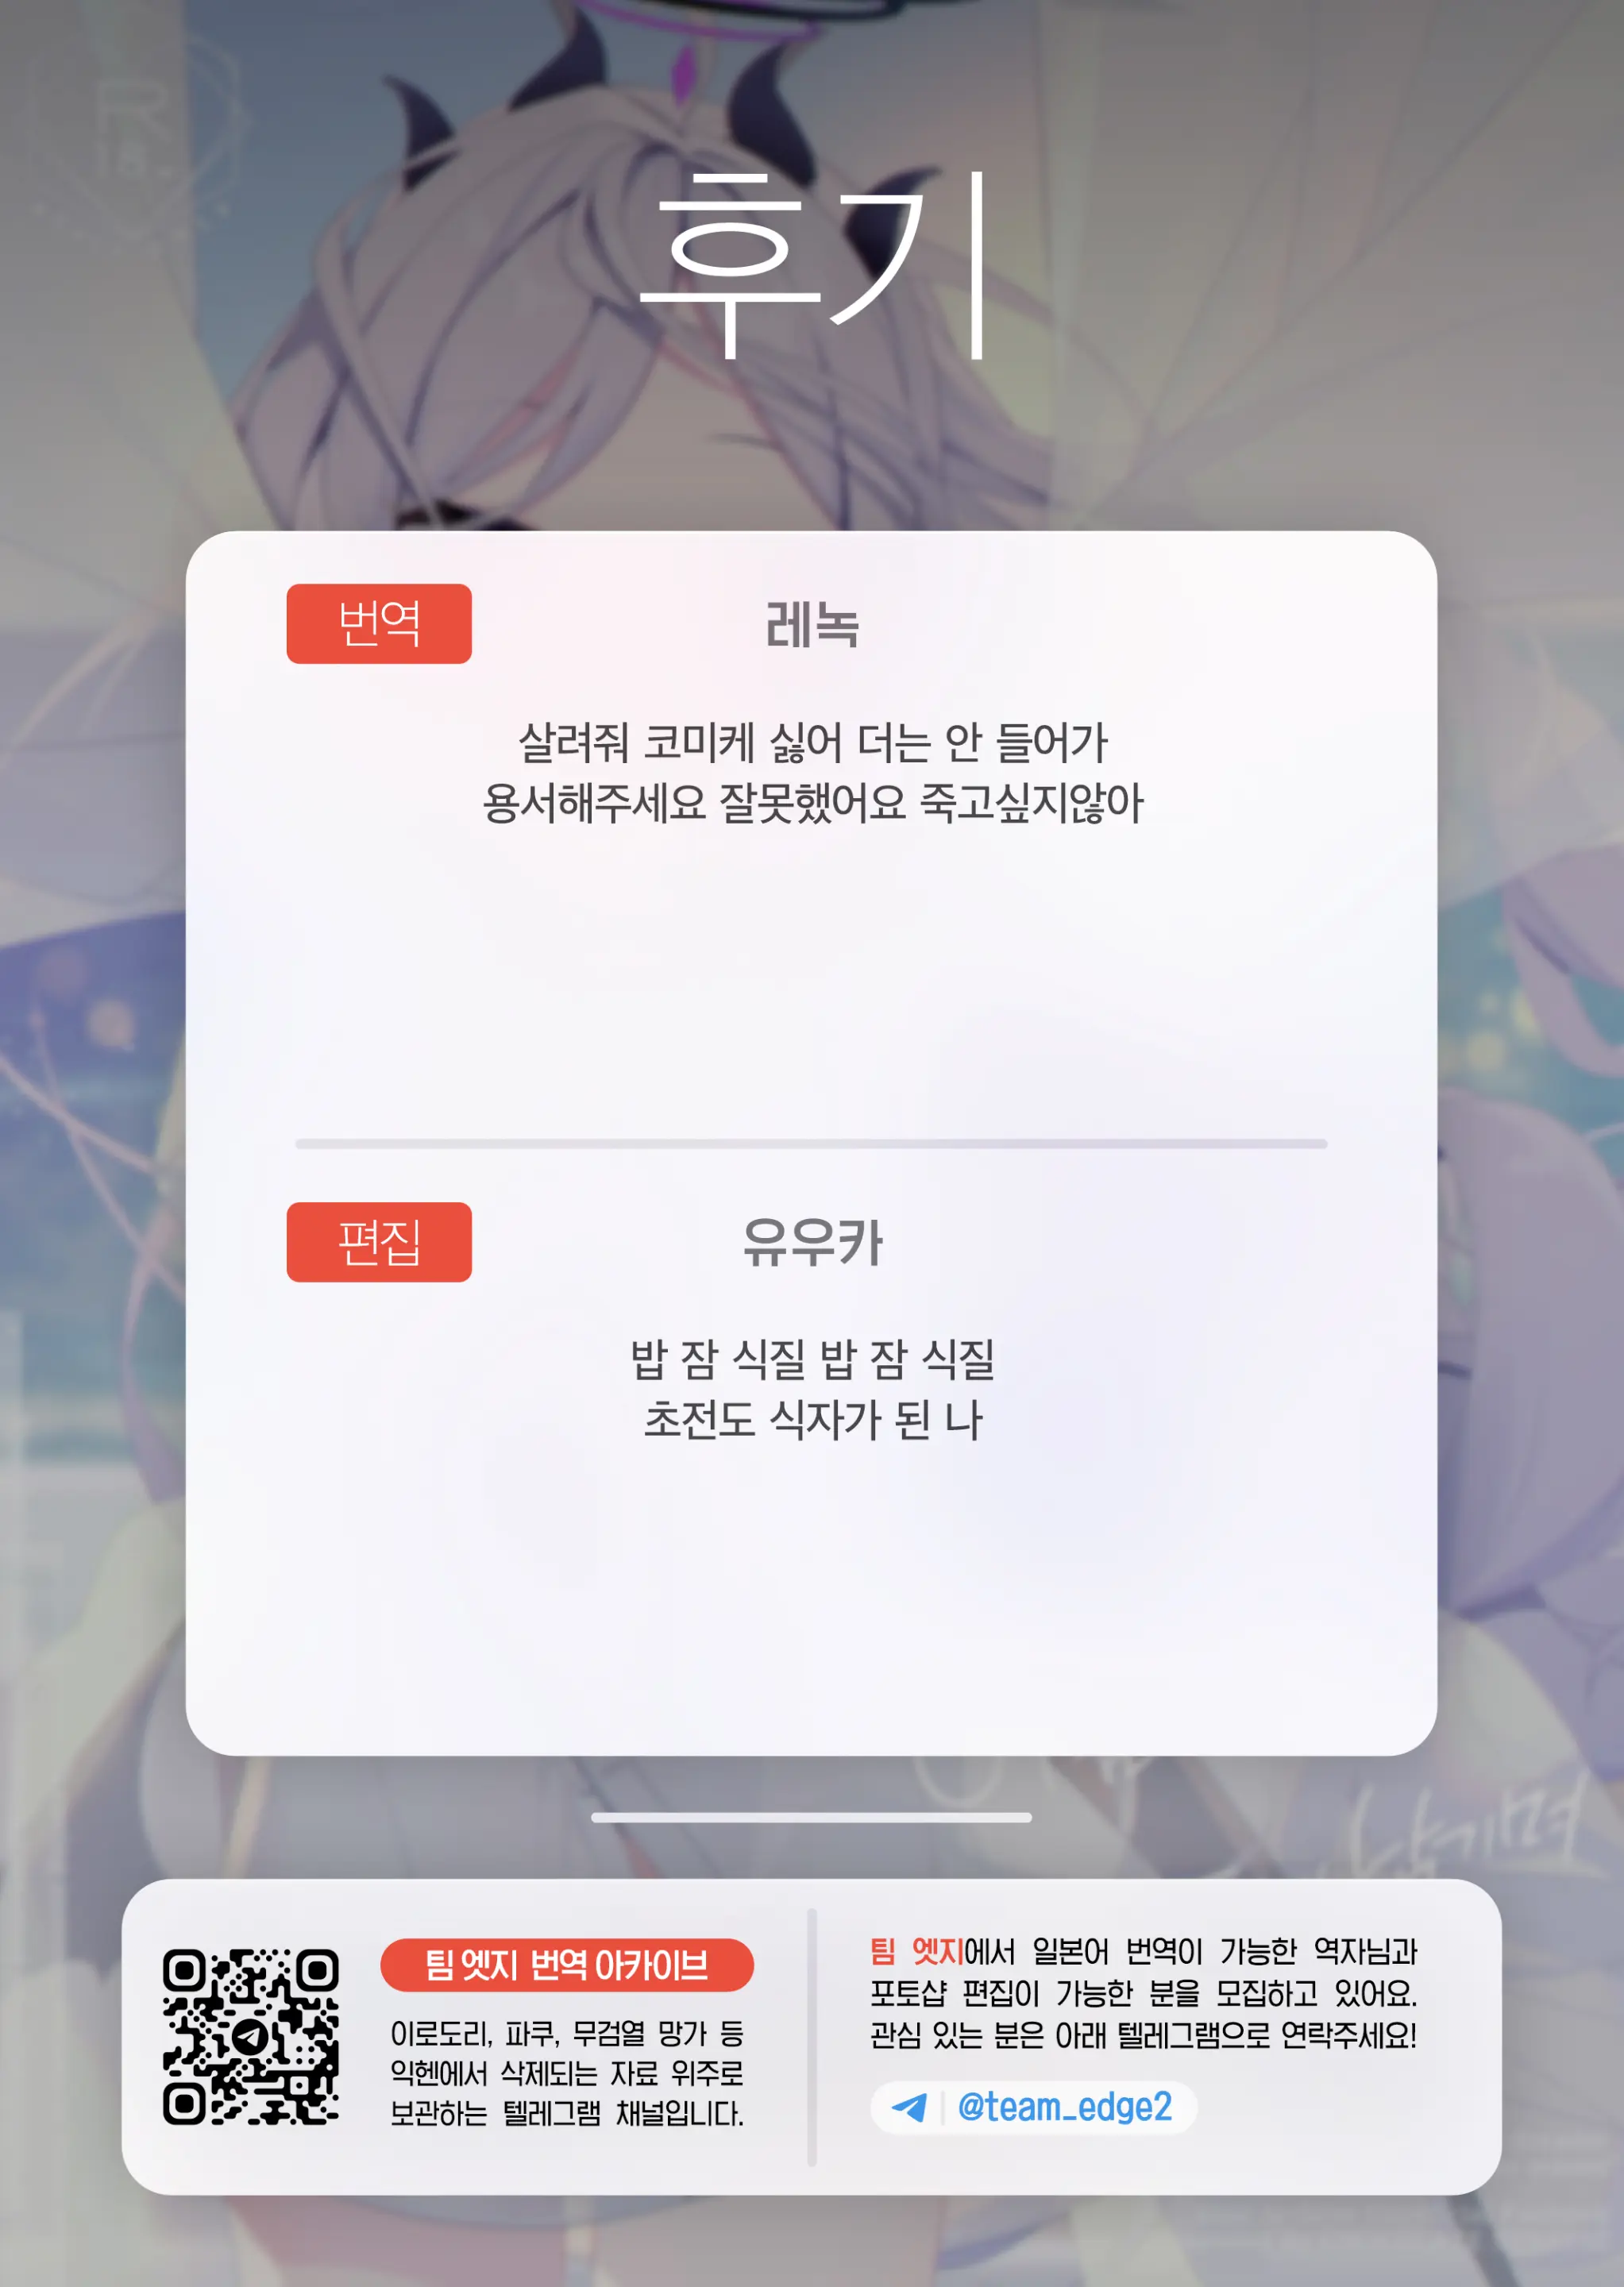 후기
번역
레녹
살려줘 코미케 싫어 더는 안 들어가
용서해주세요 잘못했어요 죽고싶지않아
편집
유우카
밥 잠 식질 밥 잠 식질
초전도 식자가 된 나
팀 엣지 번역 아카이브
이로도리, 파쿠, 무검열 망가 등
익헨에서 삭제되는 자료 위주로
보관하는 텔레그램 채널입니다.
팀 엣지에서 일본어 번역이 가능한 역자님과
포토샵 편집이 가능한 분을 모집하고 있어요.
관심 있는 분은 아래 텔레그램으로 연락주세요!
@team_edge2